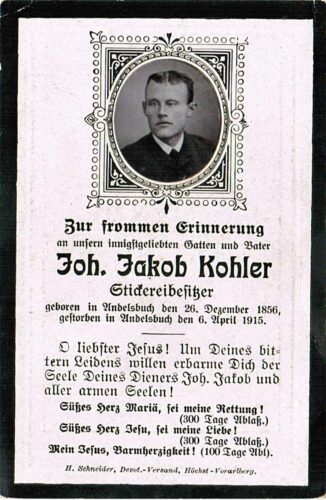 Zur frommen Erinnerung
an unsern innigstgeliebten Gatten und Vater
Joh. Jakob Kohler
Stickereibesitzer
geboren in Andelsbuch den 26. Dezember 1856,
gestorben in Andelsbuch den 6. April 1915.
O liebster Jesus! Um Deines bit-
tern Leidens willen erbarme Dich der
Seele Deines Dieners Joh. Jakob und
aller armen Seelen!
Süßes Herz Mariä, sei meine Rettung!
(300 Tage Ablaß.)
Süßes Herz Jesu, sei meine Liebe!
(300 Tage Ablaß.)
Mein Jesus, Barmherzigkeit! (100 Tage Abl.)
H. Schneider, Devot.-Versand, Höchst-Vorarlberg.